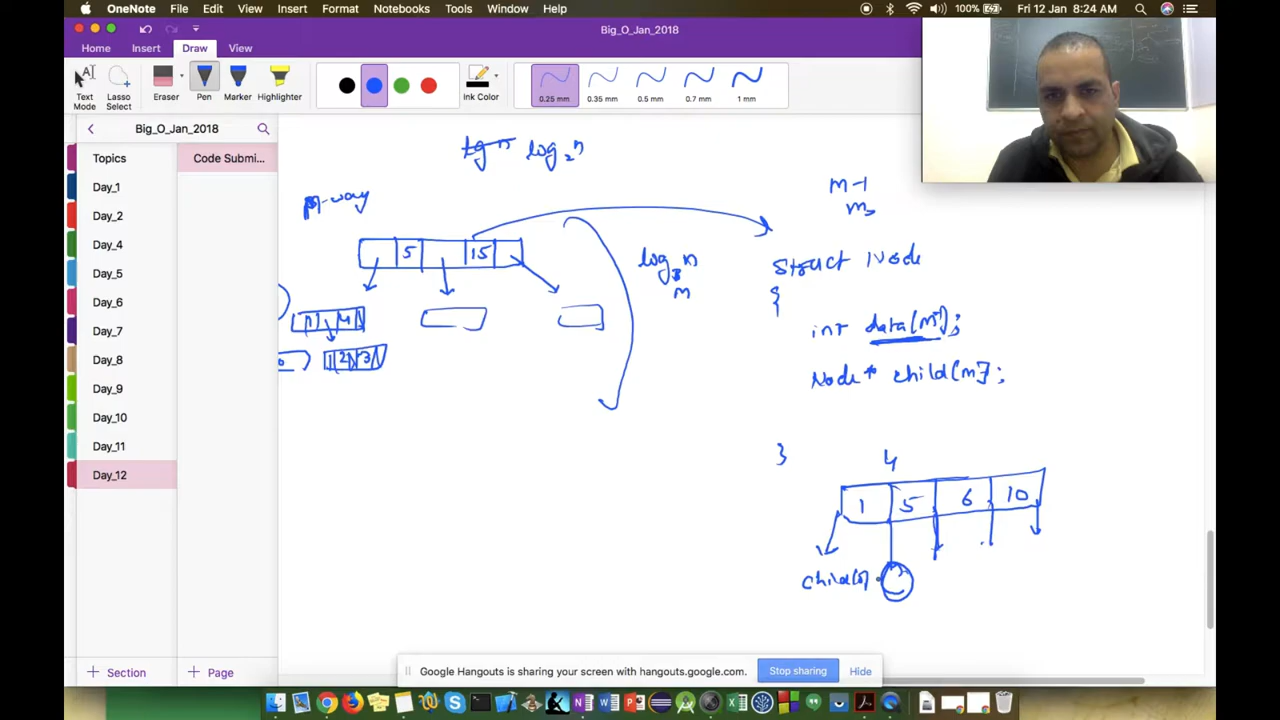 OneNote File Edit View Insert Format Notebooks Tools Window Help 100% Fri 12 Jan 8:24 AM
Big_O_Jan_2018
Home Insert Draw View
Text Mode
Lasso Select
Eraser
Pen
Marker
Highlighter
Ink Color
0.25 mm
0.35 mm
0.5 mm
0.7 mm
1 mm
Big_O_Jan_2018
Topics
Day_1
Day_2
Day_4
Day_5
Day_6
Day_7
Day_8
Day_9
Day_10
Day_11
Day_12
Code Submi...
log₂ n
m-way
5 15
1 2 3
log n
m
m-1
m
struct Node
{
int data[m-1];
Node* child[m];
}
4
1 5 6 10
Section
Page
Google Hangouts is sharing your screen with hangouts.google.com. Stop sharing Hide